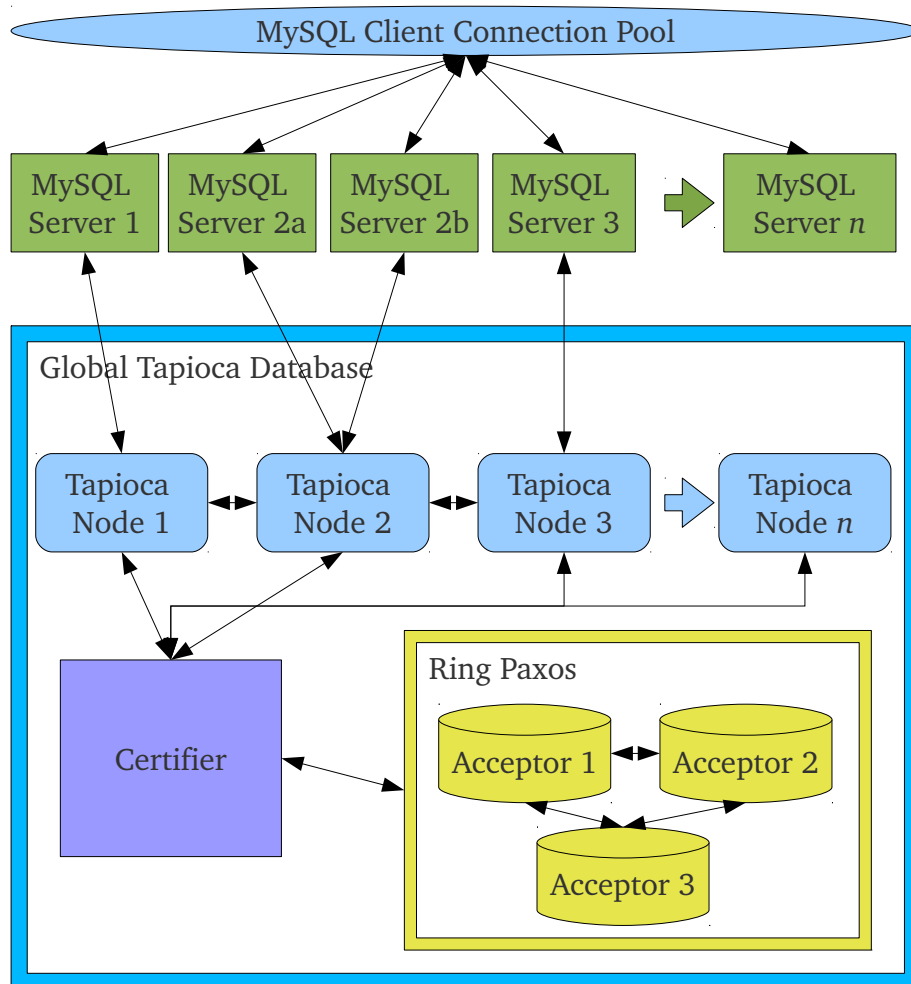 MySQL Client Connection Pool
MySQL
Server 1
MySQL
Server 2a
MySQL
Server 2b
MySQL
Server 3
MySQL
Server n
Global Tapioca Database
Tapioca
Node 1
Tapioca
Node 2
Tapioca
Node 3
Tapioca
Node n
Certifier
Ring Paxos
Acceptor 1
Acceptor 2
Acceptor 3